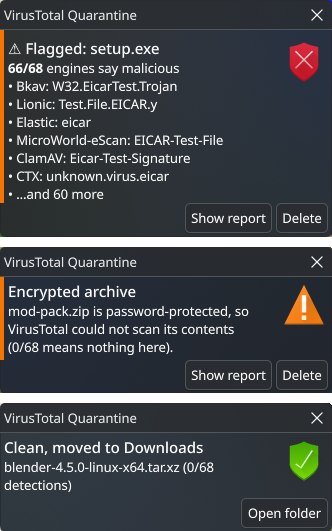 VirusTotal Quarantine
⚠ Flagged: setup.exe
66/68 engines say malicious
• Bkav: W32.EicarTest.Trojan
• Lionic: Test.File.EICAR.y
• Elastic: eicar
• MicroWorld-eScan: EICAR-Test-File
• ClamAV: Eicar-Test-Signature
• CTX: unknown.virus.eicar
• ...and 60 more
Show report Delete
VirusTotal Quarantine
Encrypted archive
mod-pack.zip is password-protected, so
VirusTotal could not scan its contents
(0/68 means nothing here).
Show report Delete
VirusTotal Quarantine
Clean, moved to Downloads
blender-4.5.0-linux-x64.tar.xz (0/68
detections)
Open folder